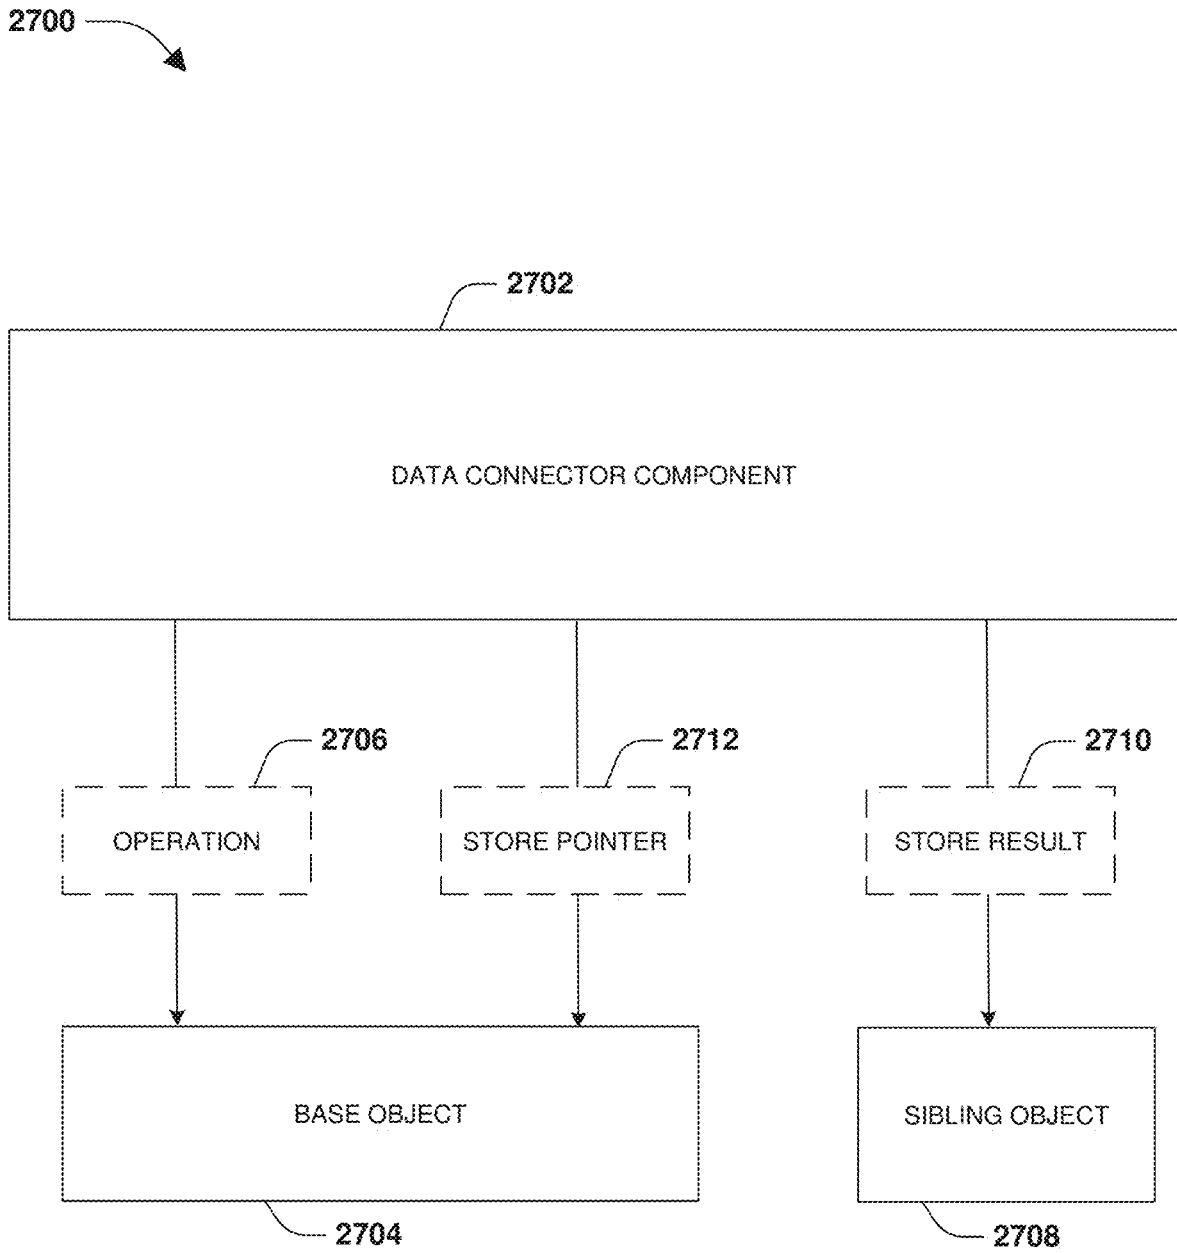 2700
2702
DATA CONNECTOR COMPONENT
2706
2712
2710
OPERATION
STORE POINTER
STORE RESULT
BASE OBJECT
SIBLING OBJECT
2704
2708